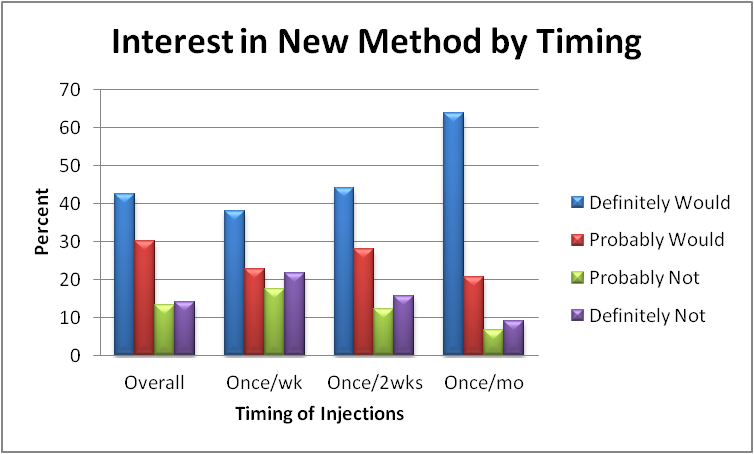 Interest in New Method by Timing
70
60
50
40
30
20
10
0
Percent
Overall
Once/wk
Once/2wks
Once/mo
Timing of Injections
Definitely Would
Probably Would
Probably Not
Definitely Not